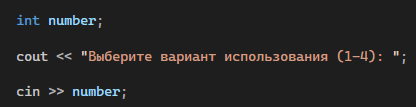 int number;
cout << "Выберите вариант использования (1-4): ";
cin >> number;